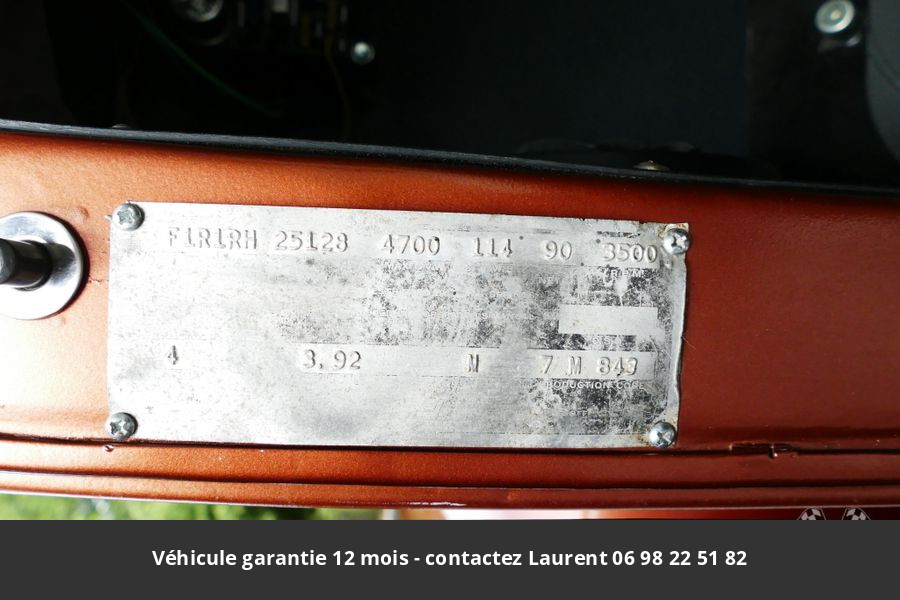 F1R1RH 25128 4700 114 90 3500
R.P.M.
4 3.92 M 7 M 843
PRODUCTION CODE
Véhicule garantie 12 mois - contactez Laurent 06 98 22 51 82